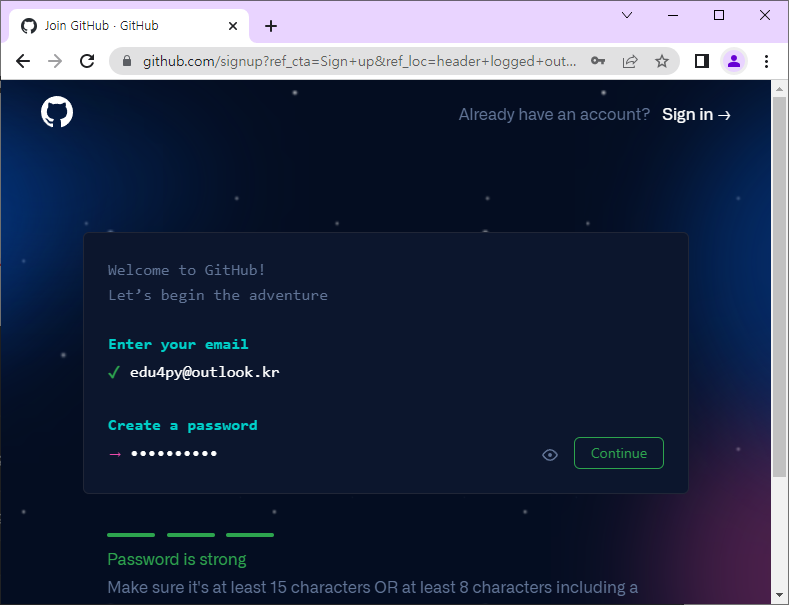 Join GitHub · GitHub
github.com/signup?ref_cta=Sign+up&ref_loc=header+logged+out...
Already have an account? Sign in →
Welcome to GitHub!
Let’s begin the adventure
Enter your email
✓ edu4py@outlook.kr
Create a password
→ ••••••••••
Continue
Password is strong
Make sure it's at least 15 characters OR at least 8 characters including a